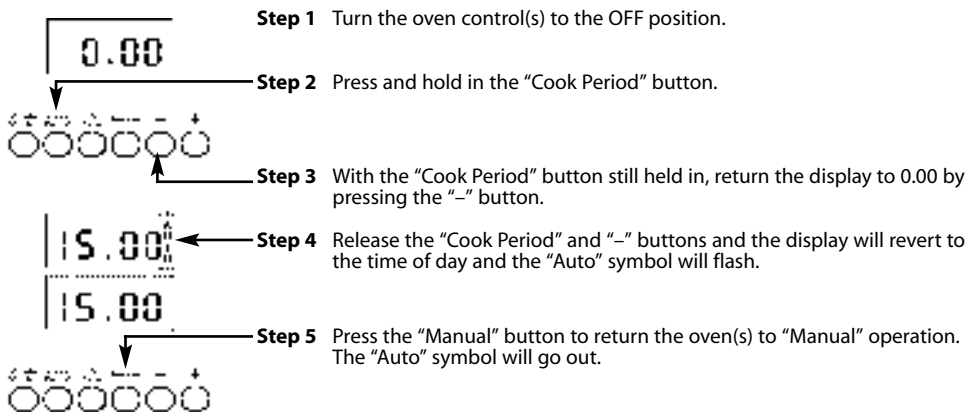 Step 1 Turn the oven control(s) to the OFF position.
0.00
Step 2 Press and hold in the “Cook Period” button.
– +
Step 3 With the “Cook Period” button still held in, return the display to 0.00 by
pressing the “–” button.
15.00
Step 4 Release the “Cook Period” and “–” buttons and the display will revert to
the time of day and the “Auto” symbol will flash.
15.00
Step 5 Press the “Manual” button to return the oven(s) to “Manual” operation.
The “Auto” symbol will go out.
– +